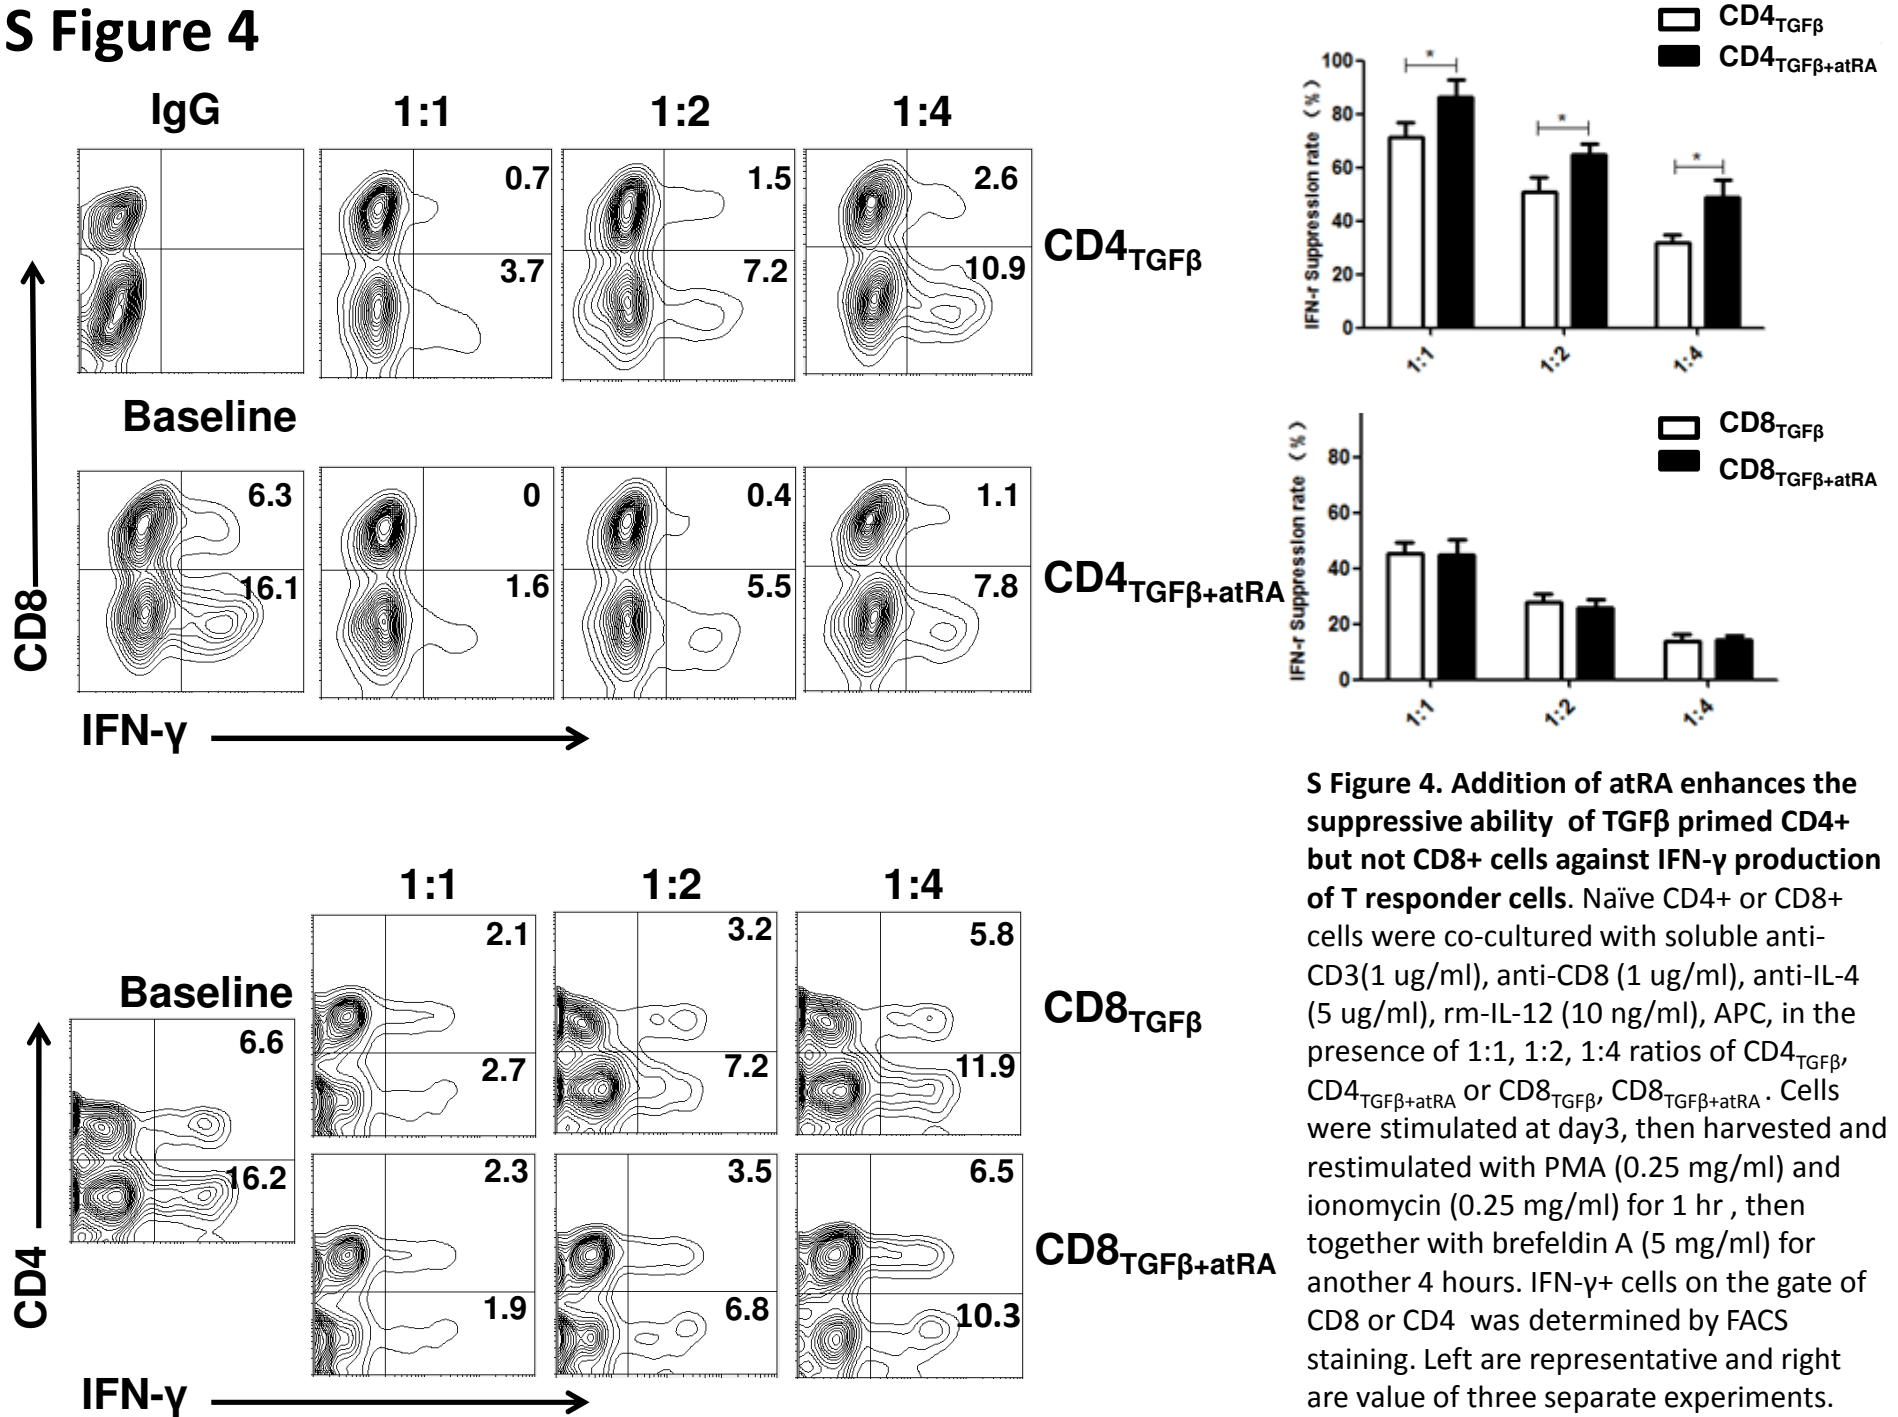 S Figure 4
IgG
1:1
1:2
1:4
0.7
1.5
2.6
3.7
7.2
10.9
CD4TGFβ
Baseline
6.3
0
0.4
1.1
16.1
1.6
5.5
7.8
CD4TGFβ+atRA
CD8
IFN-γ
1:1
1:2
1:4
2.1
3.2
5.8
2.7
7.2
11.9
CD8TGFβ
Baseline
6.6
16.2
2.3
3.5
6.5
1.9
6.8
10.3
CD8TGFβ+atRA
CD4
IFN-γ
CD4TGFβ
CD4TGFβ+atRA
IFN-r Suppression rate (%)
100
80
60
40
20
0
*
*
*
1:1
1:2
1:4
CD8TGFβ
CD8TGFβ+atRA
IFN-r Suppression rate (%)
80
60
40
20
0
1:1
1:2
1:4
S Figure 4. Addition of atRA enhances the
suppressive ability of TGFβ primed CD4+
but not CD8+ cells against IFN-γ production
of T responder cells. Naïve CD4+ or CD8+
cells were co-cultured with soluble anti-
CD3(1 ug/ml), anti-CD8 (1 ug/ml), anti-IL-4
(5 ug/ml), rm-IL-12 (10 ng/ml), APC, in the
presence of 1:1, 1:2, 1:4 ratios of CD4TGFβ,
CD4TGFβ+atRA or CD8TGFβ, CD8TGFβ+atRA . Cells
were stimulated at day3, then harvested and
restimulated with PMA (0.25 mg/ml) and
ionomycin (0.25 mg/ml) for 1 hr , then
together with brefeldin A (5 mg/ml) for
another 4 hours. IFN-γ+ cells on the gate of
CD8 or CD4 was determined by FACS
staining. Left are representative and right
are value of three separate experiments.